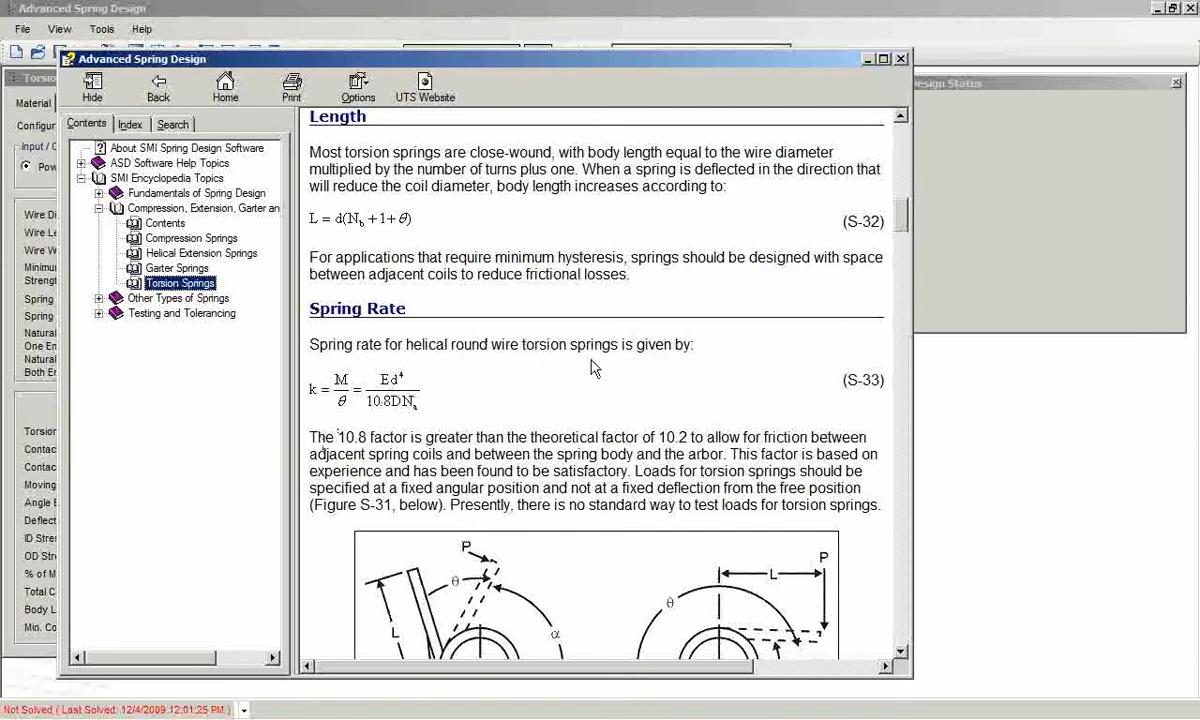 Advanced Spring Design
File View Tools Help
Advanced Spring Design
Hide Back Home Print Options UTS Website
Contents Index Search
About SMI Spring Design Software
ASD Software Help Topics
SMI Encyclopedia Topics
Fundamentals of Spring Design
Compression, Extension, Garter an
Contents
Compression Springs
Helical Extension Springs
Garter Springs
Torsion Springs
Other Types of Springs
Testing and Tolerancing
Length
Most torsion springs are close-wound, with body length equal to the wire diameter
multiplied by the number of turns plus one. When a spring is deflected in the direction that
will reduce the coil diameter, body length increases according to:
L = d(N_b + 1 + θ) (S-32)
For applications that require minimum hysteresis, springs should be designed with space
between adjacent coils to reduce frictional losses.
Spring Rate
Spring rate for helical round wire torsion springs is given by:
k = M/θ = Ed⁴/10.8DNₐ (S-33)
The 10.8 factor is greater than the theoretical factor of 10.2 to allow for friction between
adjacent spring coils and between the spring body and the arbor. This factor is based on
experience and has been found to be satisfactory. Loads for torsion springs should be
specified at a fixed angular position and not at a fixed deflection from the free position
(Figure S-31, below). Presently, there is no standard way to test loads for torsion springs.
P θ L α
P L θ
Torsio
Material
Configur
Input / C
Pow
Wire Di
Wire Le
Wire W
Minimu
Strengt
Spring
Spring
Natural
One En
Natural
Both Er
Torsior
Contac
Contac
Moving
Angle B
Deflect
ID Stres
OD Stre
% of M
Total C
Body L
Min. Co
Design Status
Not Solved ( Last Solved: 12/4/2009 12:01:25 PM )